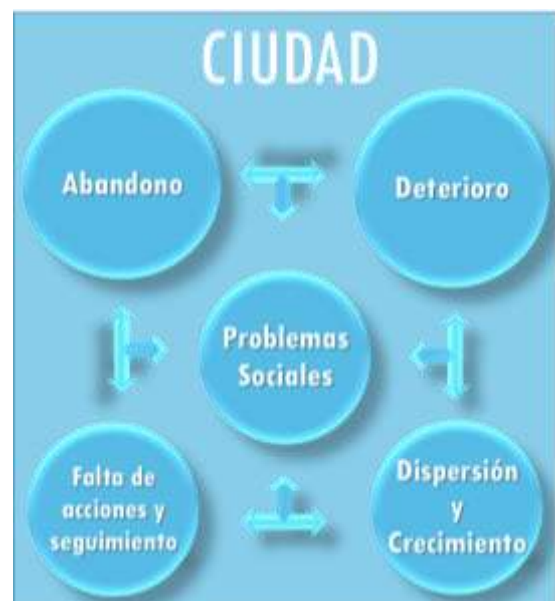 CIUDAD
Abandono
Deterioro
Problemas
Sociales
Falta de
acciones y
seguimiento
Dispersión
y
Crecimiento